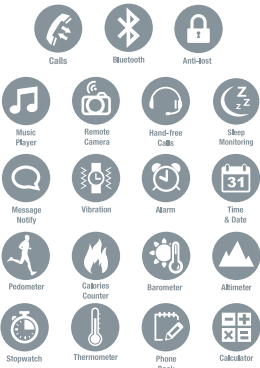 Calls Bluetooth Anti-lost
Music Remote Hand-free Sleep
Player Camera Calls Monitoring
Z z z
31
Message Vibration Alarm Time
Notify & Date
Pedometer Calories Barometer Altimeter
Counter
Stopwatch Thermometer Phone Calculator
Book